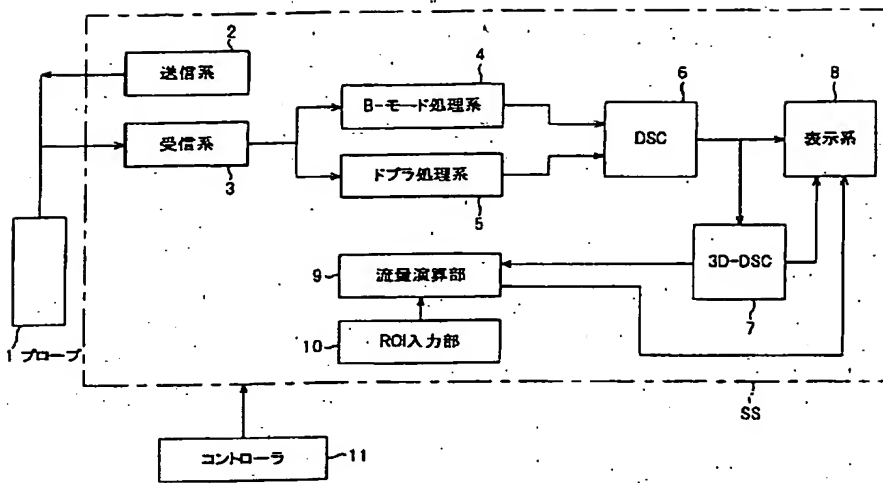 2
送信系
4
B-モード処理系
6
DSC
8
表示系
受信系
3
ドプラ処理系
5
9
流量演算部
3D-DSC
7
10
ROI入力部
1 プローブ
SS
コントローラ
11